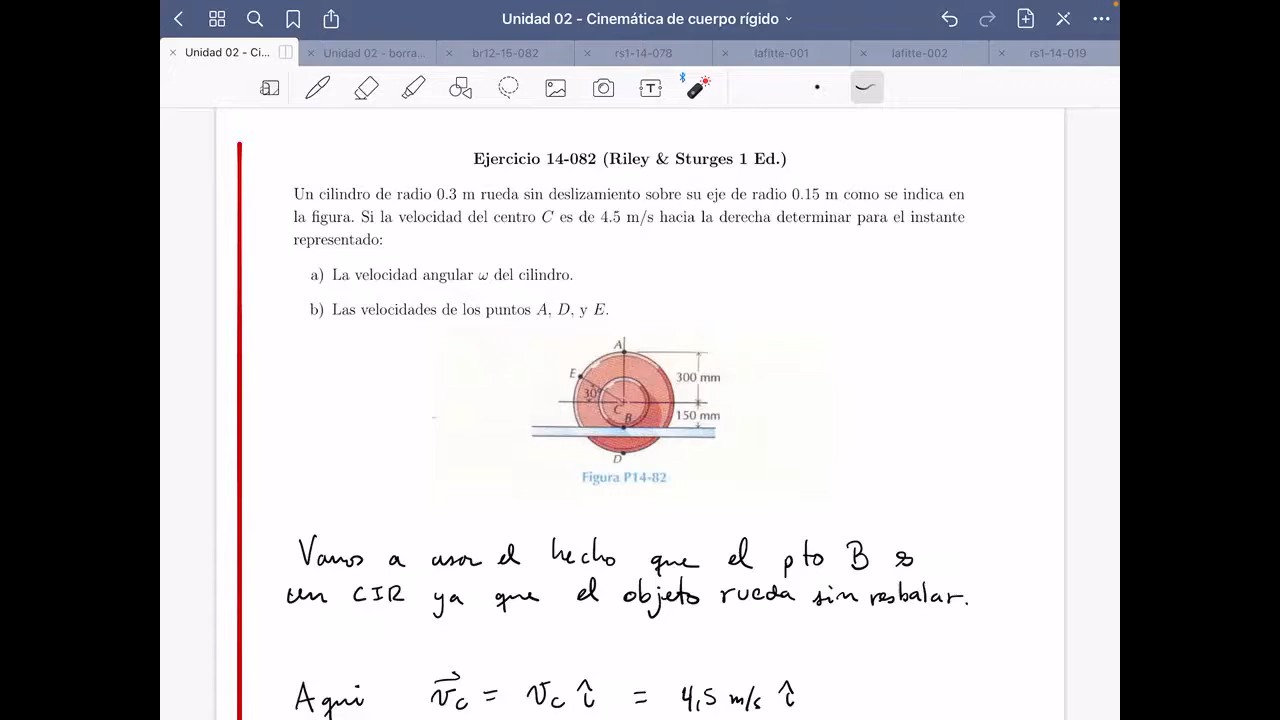 Unidad 02 - Cinemática de cuerpo rígido
Unidad 02 - Ci...
Unidad 02 - borra...
br12-15-082
rs1-14-078
lafitte-001
lafitte-002
rs1-14-019
Ejercicio 14-082 (Riley & Sturges 1 Ed.)
Un cilindro de radio 0.3 m rueda sin deslizamiento sobre su eje de radio 0.15 m como se indica en
la figura. Si la velocidad del centro C es de 4.5 m/s hacia la derecha determinar para el instante
representado:
a) La velocidad angular ω del cilindro.
b) Las velocidades de los puntos A, D, y E.
A
E
300 mm
30°
C
B
150 mm
D
Figura P14-82
Vamos a usar el hecho que el pto B es
un CIR ya que el objeto rueda sin resbalar.
Aqui v⃗c = vc î = 4,5 m/s î